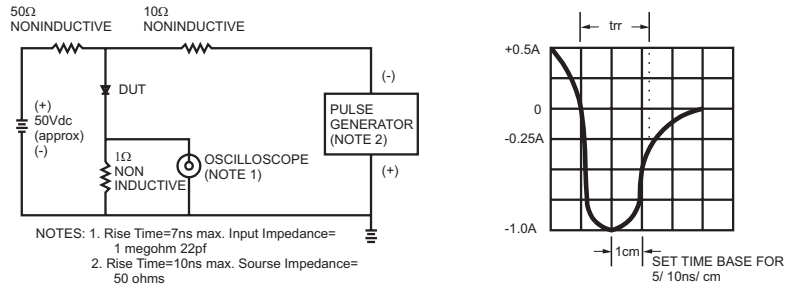 50Ω
NONINDUCTIVE
10Ω
NONINDUCTIVE
DUT
(+)
50Vdc
(approx)
(-)
1Ω
NON
INDUCTIVE
OSCILLOSCOPE
(NOTE 1)
(-)
PULSE
GENERATOR
(NOTE 2)
(+)
NOTES: 1. Rise Time=7ns max. Input Impedance=
1 megohm 22pf
2. Rise Time=10ns max. Sourse Impedance=
50 ohms
trr
+0.5A
0
-0.25A
-1.0A
1cm
SET TIME BASE FOR
5/ 10ns/ cm